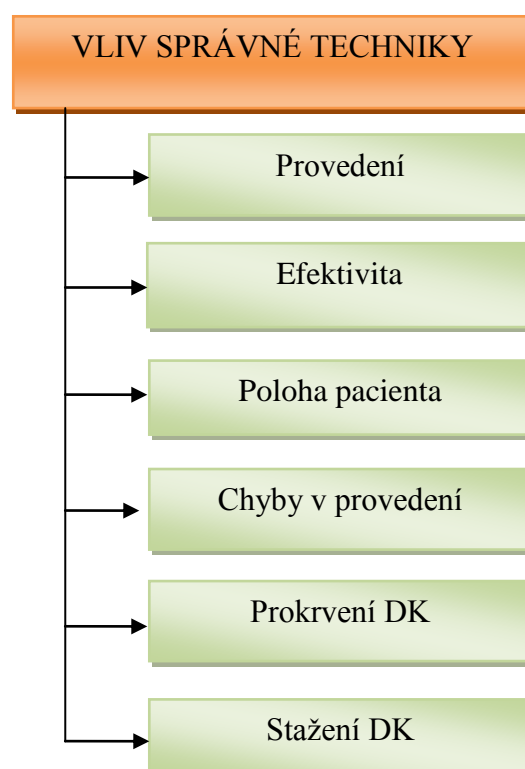 VLIV SPRÁVNÉ TECHNIKY
Provedení
Efektivita
Poloha pacienta
Chyby v provedení
Prokrvení DK
Stažení DK